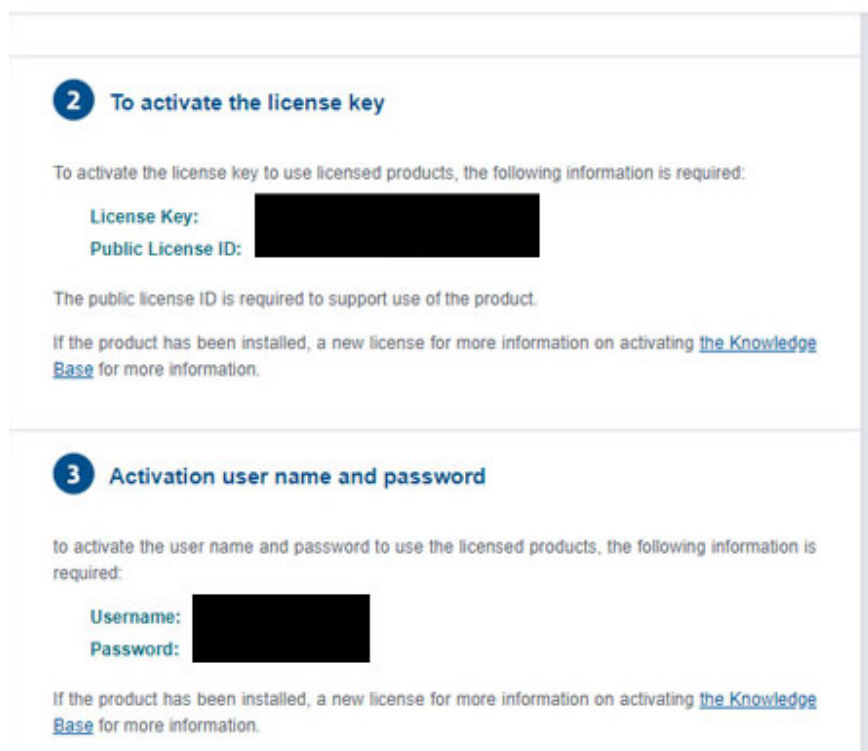 2 To activate the license key
To activate the license key to use licensed products, the following information is required:
License Key:
Public License ID:
The public license ID is required to support use of the product.
If the product has been installed, a new license for more information on activating the Knowledge
Base for more information.
3 Activation user name and password
to activate the user name and password to use the licensed products, the following information is
required:
Username:
Password:
If the product has been installed, a new license for more information on activating the Knowledge
Base for more information.